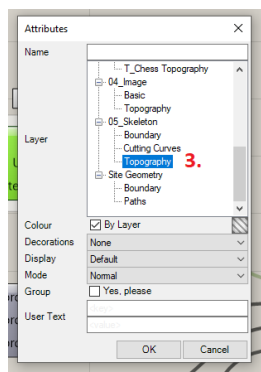 Attributes
Name
T_Chess Topography
04_Image
Basic
Topography
05_Skeleton
Boundary
Layer
Cutting Curves
Topography 3.
Site Geometry
Boundary
Paths
Colour By Layer
Decorations None
Display Default
Mode Normal
Group Yes, please
User Text
OK Cancel